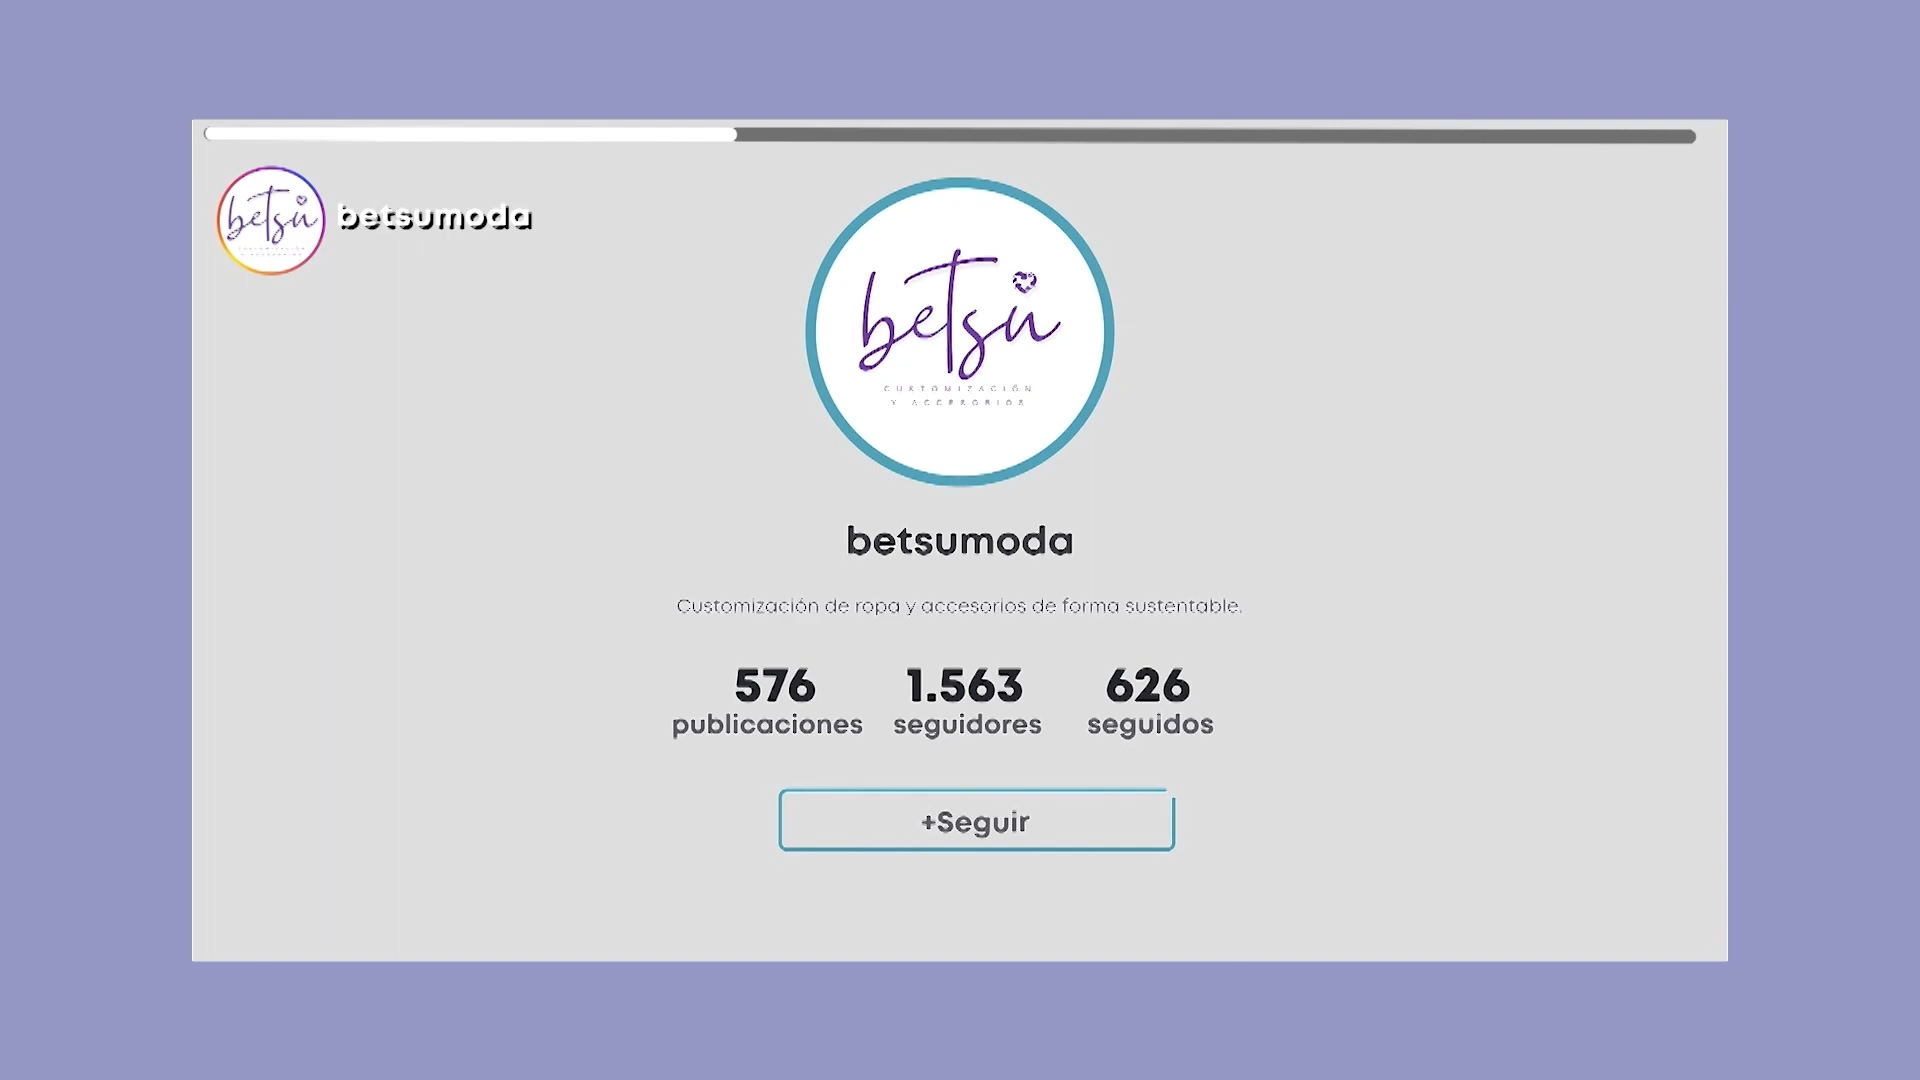 betsu
betsumoda
betsu
CUSTOMIZACIÓN
Y ACCESORIOS
betsumoda
Customización de ropa y accesorios de forma sustentable.
576 1.563 626
publicaciones seguidores seguidos
+Seguir